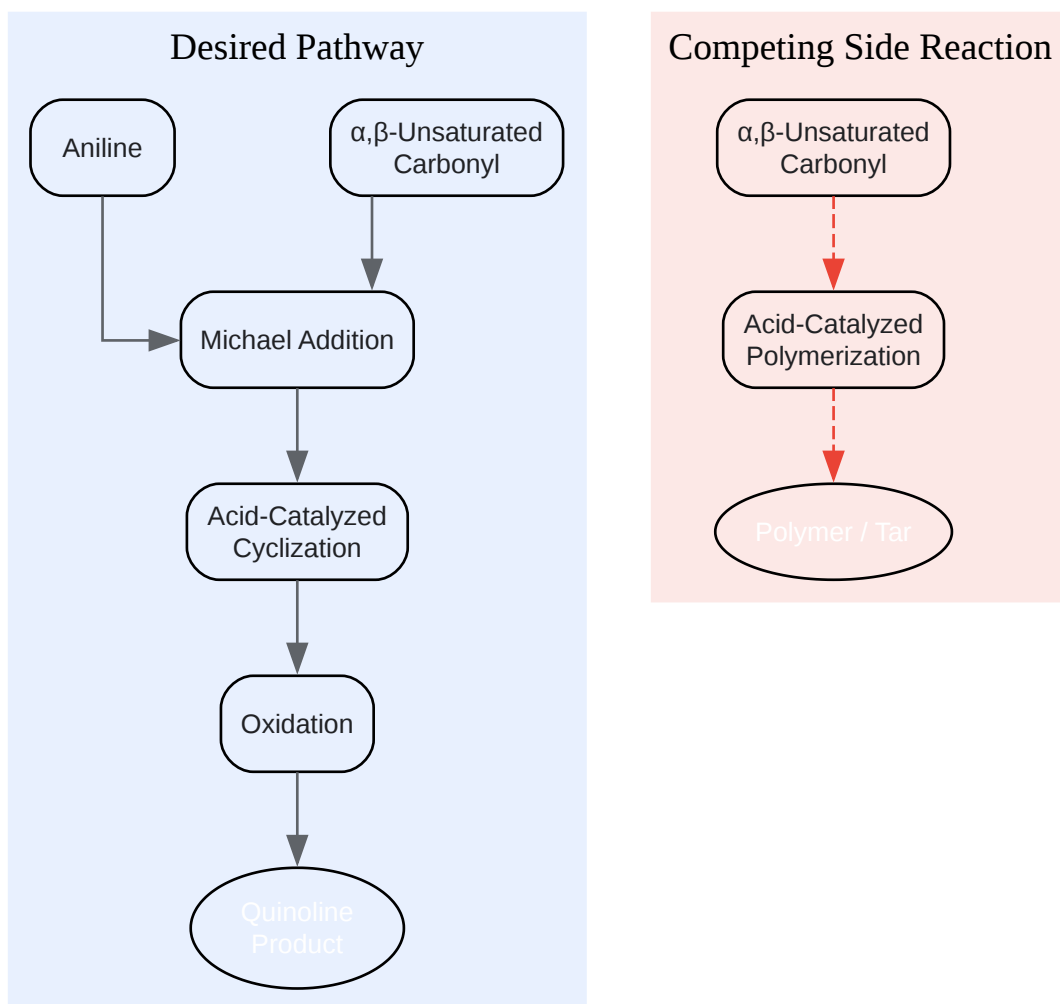 Desired Pathway
Aniline
α,β-Unsaturated
Carbonyl
Michael Addition
Acid-Catalyzed
Cyclization
Oxidation
Quinoline
Product
Competing Side Reaction
α,β-Unsaturated
Carbonyl
Acid-Catalyzed
Polymerization
Polymer / Tar